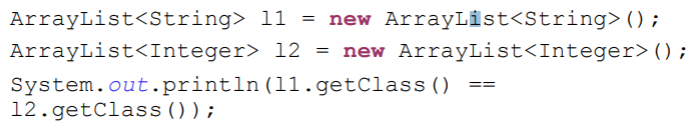 ArrayList<String> l1 = new ArrayList<String>();
ArrayList<Integer> l2 = new ArrayList<Integer>();
System.out.println(l1.getClass() ==
l2.getClass());